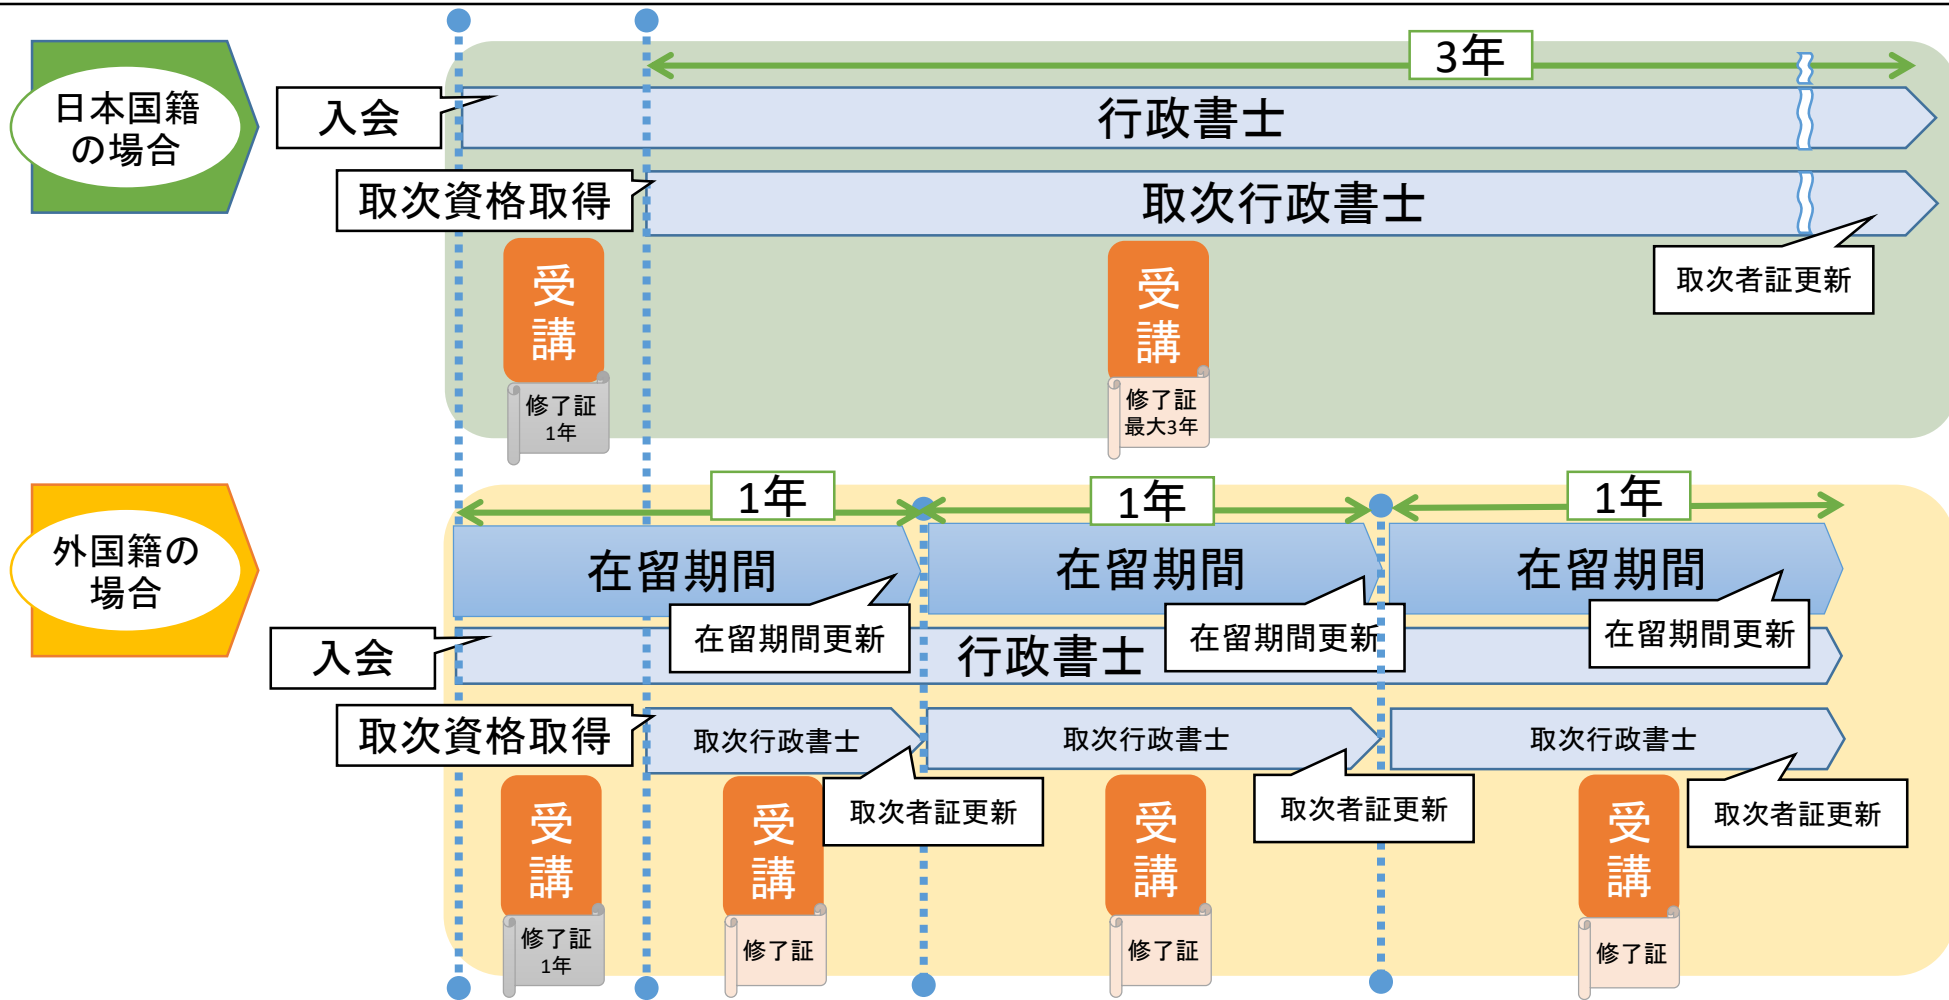 日本国籍
の場合
3年
入会
行政書士
取次資格取得
取次行政書士
取次者証更新
受
講
修了証
1年
受
講
修了証
最大3年
外国籍の
場合
1年
1年
1年
在留期間
在留期間
在留期間
在留期間更新
在留期間更新
在留期間更新
入会
行政書士
取次資格取得
取次行政書士
取次行政書士
取次行政書士
取次者証更新
取次者証更新
取次者証更新
受
講
修了証
1年
受
講
修了証
受
講
修了証
受
講
修了証